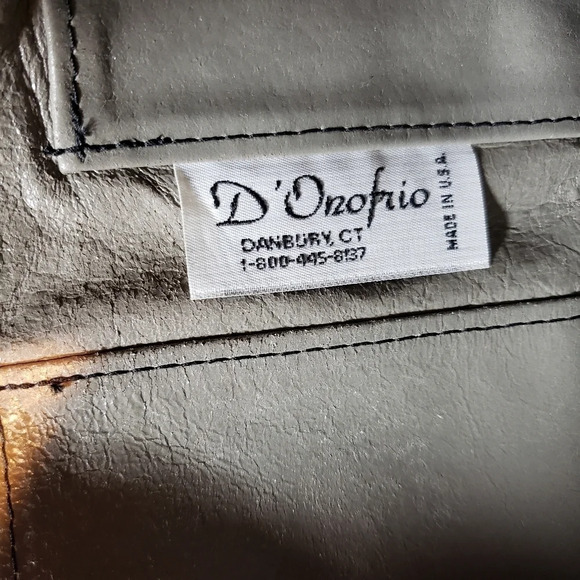 D'Onofrio
DANBURY, CT
1-800-445-8137
MADE IN U.S.A.